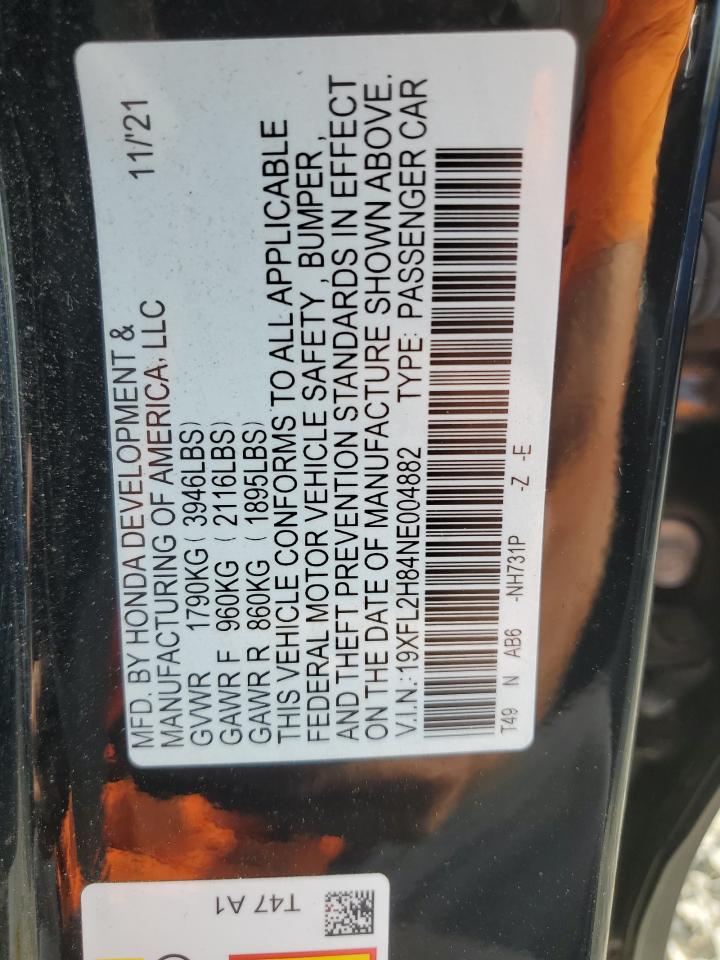 MFD. BY HONDA DEVELOPMENT & 11/'21
MANUFACTURING OF AMERICA, LLC
GVWR 1790KG ( 3946LBS)
GAWR F 960KG ( 2116LBS)
GAWR R 860KG ( 1895LBS)
THIS VEHICLE CONFORMS TO ALL APPLICABLE
FEDERAL MOTOR VEHICLE SAFETY , BUMPER ,
AND THEFT PREVENTION STANDARDS IN EFFECT
ON THE DATE OF MANUFACTURE SHOWN ABOVE.
V.I.N.: 19XFL2H84NE004882 TYPE: PASSENGER CAR
T49 N AB6 -NH731P -Z -E
T47 A1